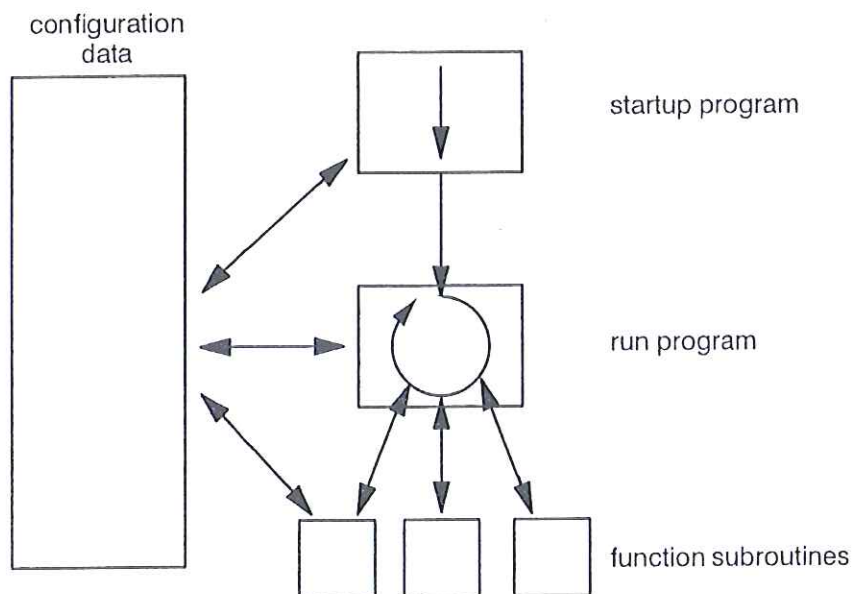 configuration
data
startup program
run program
function subroutines